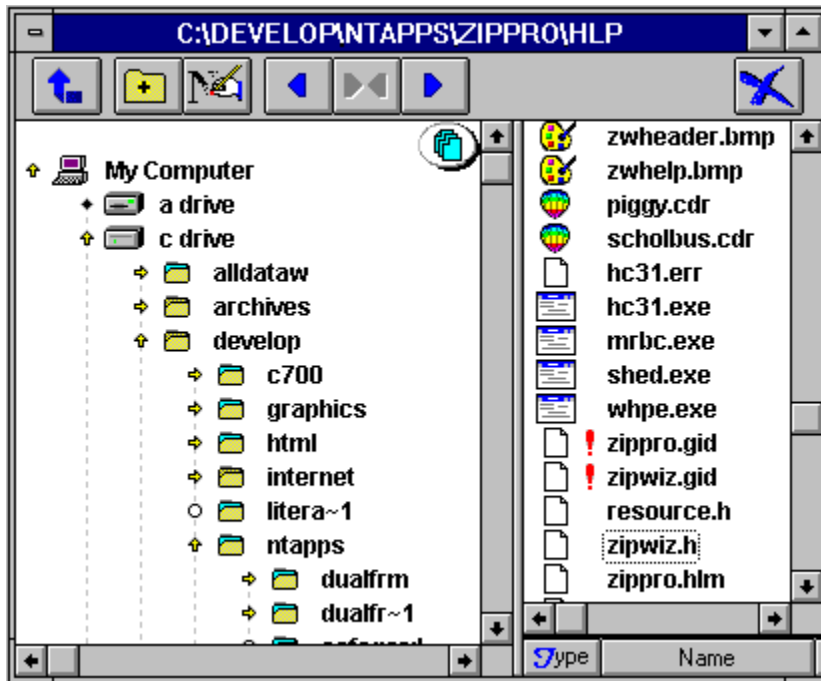 C:\DEVELOP\NTAPPS\ZIPPRO\HLP
N
My Computer
a drive
c drive
alldataw
archives
develop
c700
graphics
html
internet
litera~1
ntapps
dualfrm
dualfr~1
zwheader.bmp
zwhelp.bmp
piggy.cdr
scholbus.cdr
hc31.err
hc31.exe
mrbc.exe
shed.exe
whpe.exe
zippro.gid
zipwiz.gid
resource.h
zipwiz.h
zippro.hlm
Type
Name